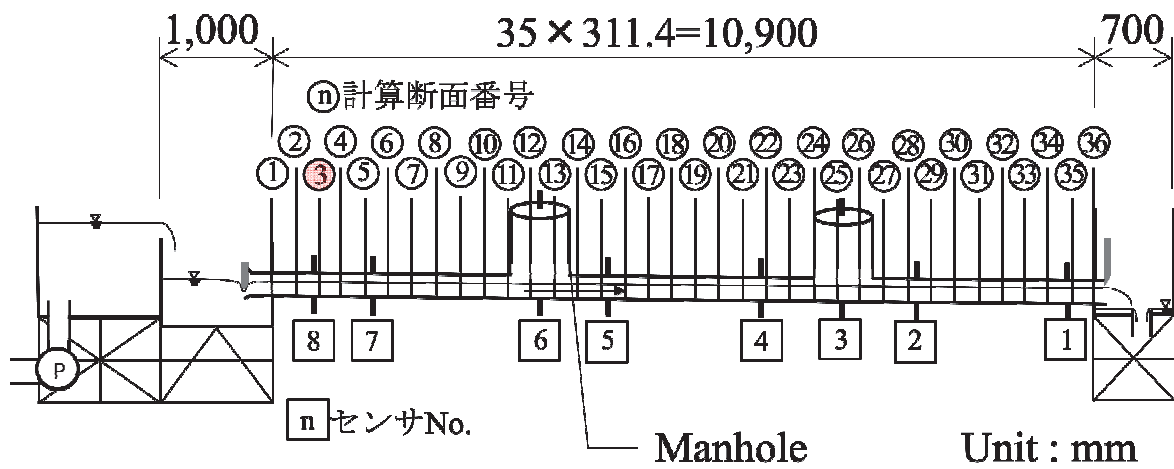 1,000
35×311.4=10,900
700
ⓝ計算断面番号
② ④ ⑥ ⑧ ⑩ ⑫ ⑭ ⑯ ⑱ ⑳ ㉒ ㉔ ㉖ ㉘ ㉚ ㉜ ㉞ ㊱
① ③ ⑤ ⑦ ⑨ ⑪ ⑬ ⑮ ⑰ ⑲ ㉑ ㉓ ㉕ ㉗ ㉙ ㉛ ㉝ ㉟
8 7 6 5 4 3 2 1
P
n センサNo.
Manhole
Unit : mm